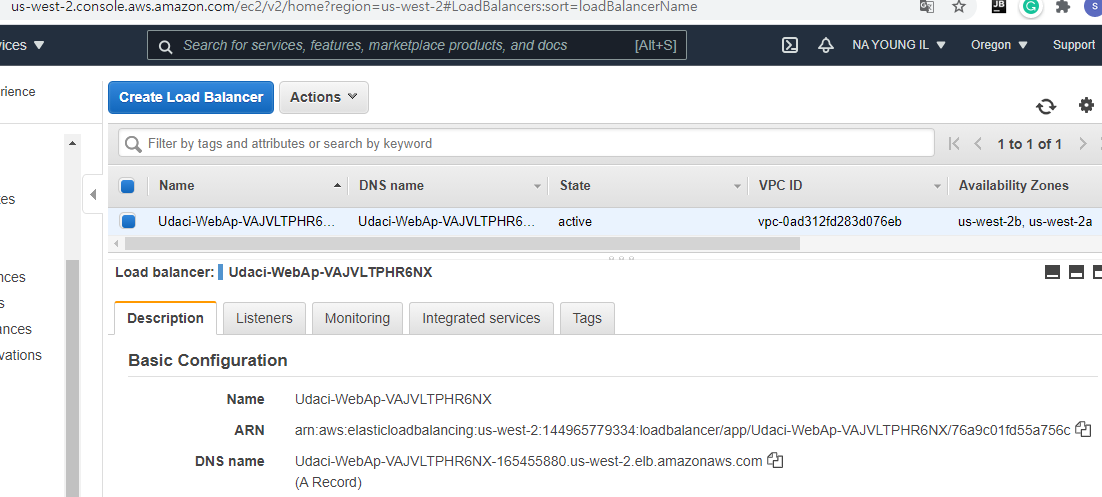 us-west-2.console.aws.amazon.com/ec2/v2/home?region=us-west-2#LoadBalancers:sort=loadBalancerName
S
JB
ices
Search for services, features, marketplace products, and docs [Alt+S]
NA YOUNG IL Oregon Support
rience
Create Load Balancer Actions
Filter by tags and attributes or search by keyword
1 to 1 of 1
Name DNS name State VPC ID Availability Zones
es
Udaci-WebAp-VAJVLTPHR6... Udaci-WebAp-VAJVLTPHR6... active vpc-0ad312fd283d076eb us-west-2b, us-west-2a
Load balancer: Udaci-WebAp-VAJVLTPHR6NX
nces
s
ances
vations
Description Listeners Monitoring Integrated services Tags
Basic Configuration
Name Udaci-WebAp-VAJVLTPHR6NX
ARN arn:aws:elasticloadbalancing:us-west-2:144965779334:loadbalancer/app/Udaci-WebAp-VAJVLTPHR6NX/76a9c01fd55a756c
DNS name Udaci-WebAp-VAJVLTPHR6NX-165455880.us-west-2.elb.amazonaws.com
(A Record)